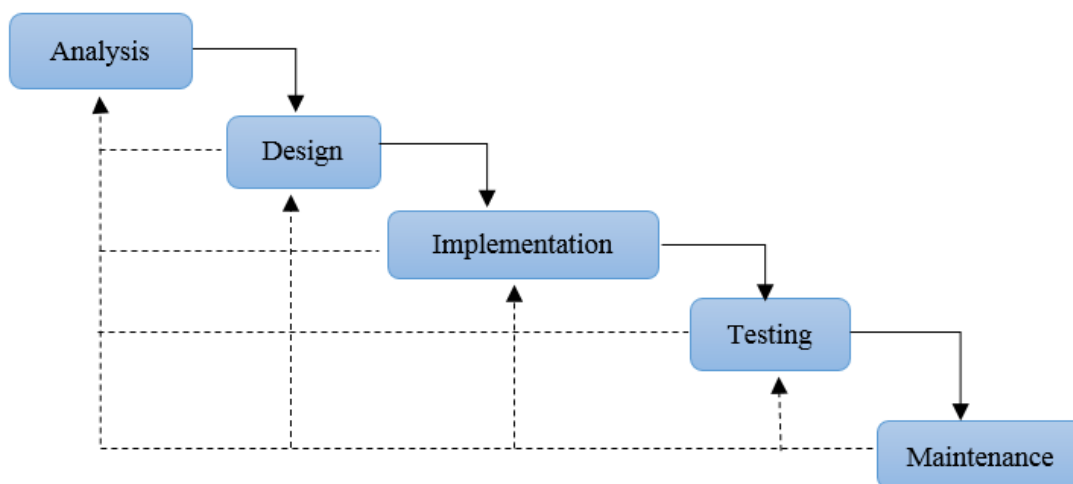 Analysis
Design
Implementation
Testing
Maintenance